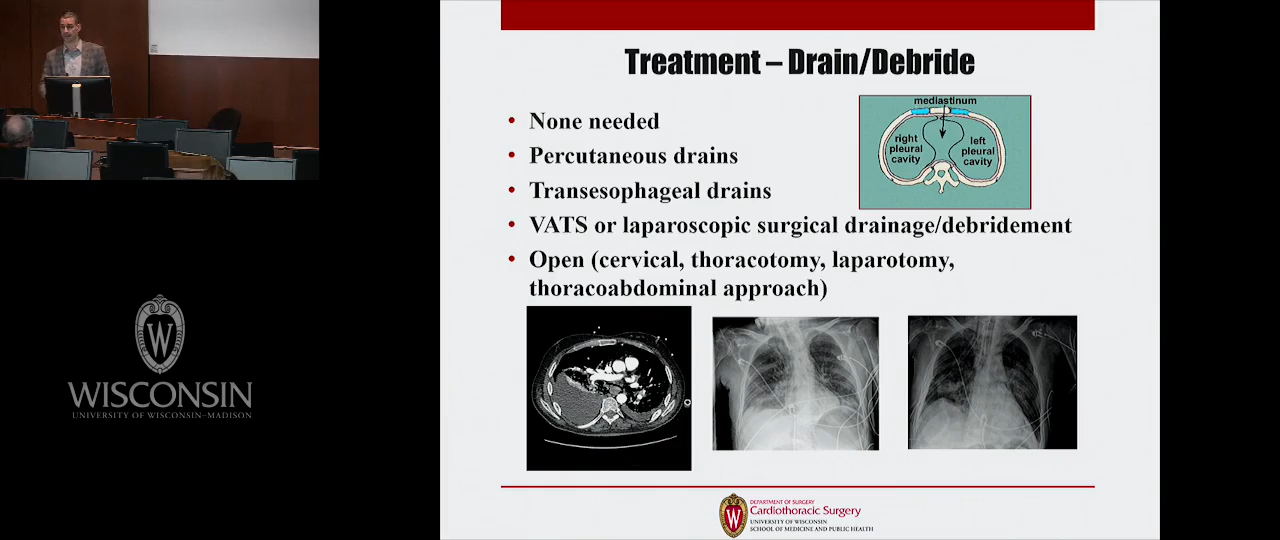 Treatment – Drain/Debride
• None needed
• Percutaneous drains
• Transesophageal drains
• VATS or laparoscopic surgical drainage/debridement
• Open (cervical, thoracotomy, laparotomy,
thoracoabdominal approach)
mediastinum
right
pleural
cavity
left
pleural
cavity
W
WISCONSIN
UNIVERSITY OF WISCONSIN–MADISON
W
DEPARTMENT OF SURGERY
Cardiothoracic Surgery
UNIVERSITY OF WISCONSIN
SCHOOL OF MEDICINE AND PUBLIC HEALTH